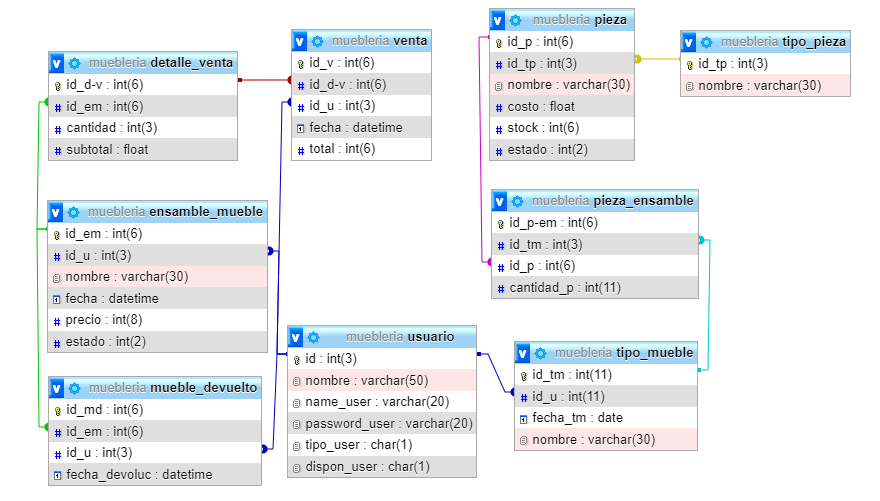 muebleria detalle_venta
id_d-v : int(6)
id_em : int(6)
cantidad : int(3)
subtotal : float
muebleria venta
id_v : int(6)
id_d-v : int(6)
id_u : int(3)
fecha : datetime
total : int(6)
muebleria pieza
id_p : int(6)
id_tp : int(3)
nombre : varchar(30)
costo : float
stock : int(6)
estado : int(2)
muebleria tipo_pieza
id_tp : int(3)
nombre : varchar(30)
muebleria ensamble_mueble
id_em : int(6)
id_u : int(3)
nombre : varchar(30)
fecha : datetime
precio : int(8)
estado : int(2)
muebleria pieza_ensamble
id_p-em : int(6)
id_tm : int(3)
id_p : int(6)
cantidad_p : int(11)
muebleria mueble_devuelto
id_md : int(6)
id_em : int(6)
id_u : int(3)
fecha_devoluc : datetime
muebleria usuario
id : int(3)
nombre : varchar(50)
name_user : varchar(20)
password_user : varchar(20)
tipo_user : char(1)
dispon_user : char(1)
muebleria tipo_mueble
id_tm : int(11)
id_u : int(11)
fecha_tm : date
nombre : varchar(30)